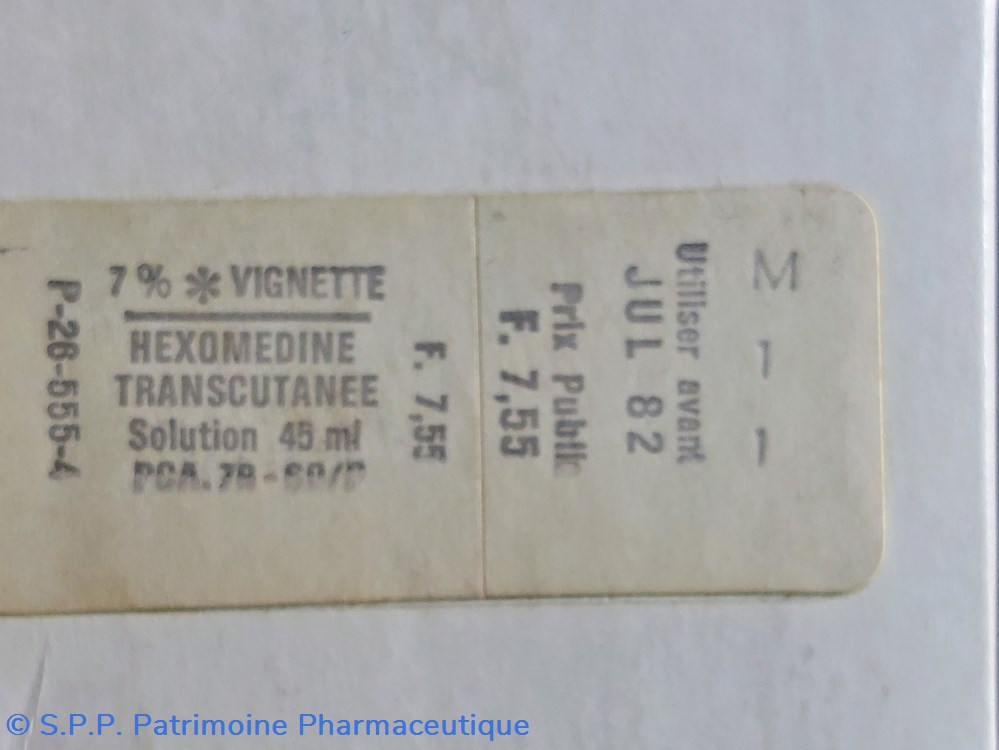 P-26-555-4
7 % * VIGNETTE
HEXOMEDINE
TRANSCUTANEE
Solution 45 ml
F. 7,55
Prix Public
F. 7,55
Utiliser avant
JUL 82
M 1 1
© S.P.P. Patrimoine Pharmaceutique